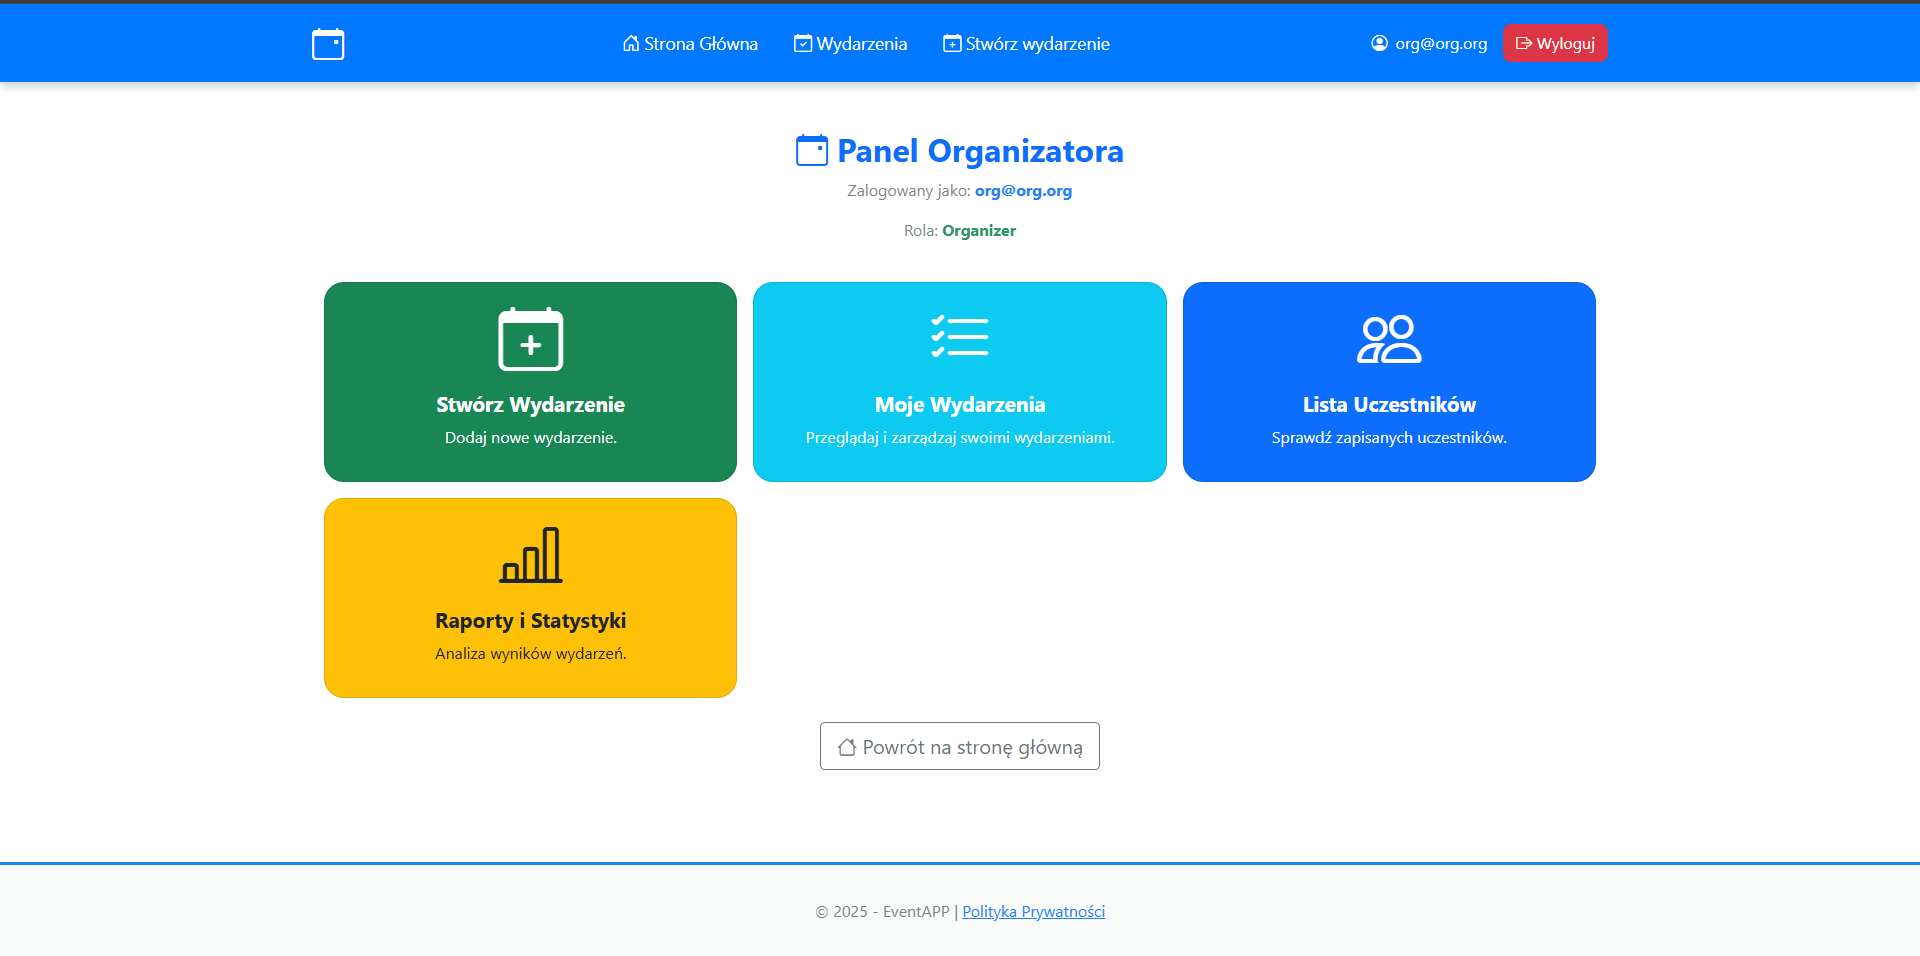 Strona Główna Wydarzenia Stwórz wydarzenie org@org.org Wyloguj
Panel Organizatora
Zalogowany jako: org@org.org
Rola: Organizer
Stwórz Wydarzenie
Dodaj nowe wydarzenie.
Moje Wydarzenia
Przeglądaj i zarządzaj swoimi wydarzeniami.
Lista Uczestników
Sprawdź zapisanych uczestników.
Raporty i Statystyki
Analiza wyników wydarzeń.
Powrót na stronę główną
© 2025 - EventAPP | Polityka Prywatności